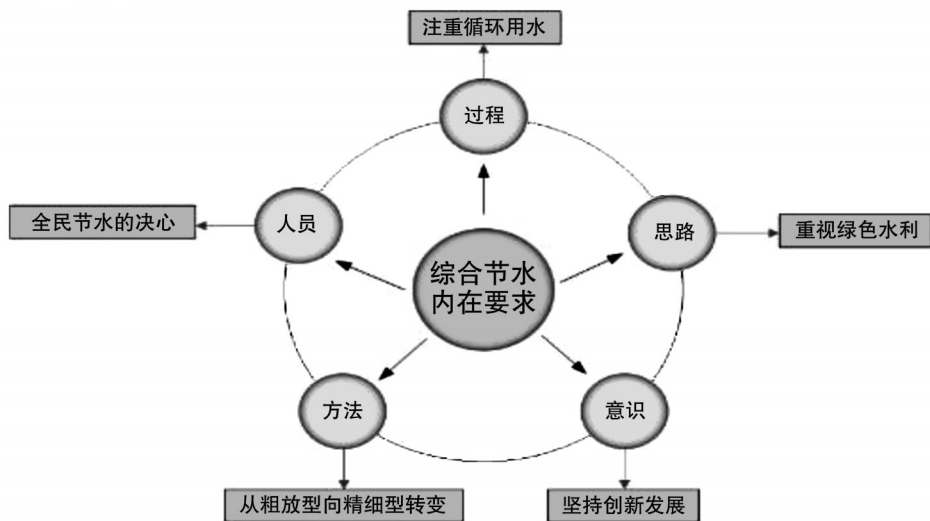 注重循环用水
过程
人员
全民节水的决心
思路
重视绿色水利
综合节水
内在要求
方法
意识
从粗放型向精细型转变
坚持创新发展